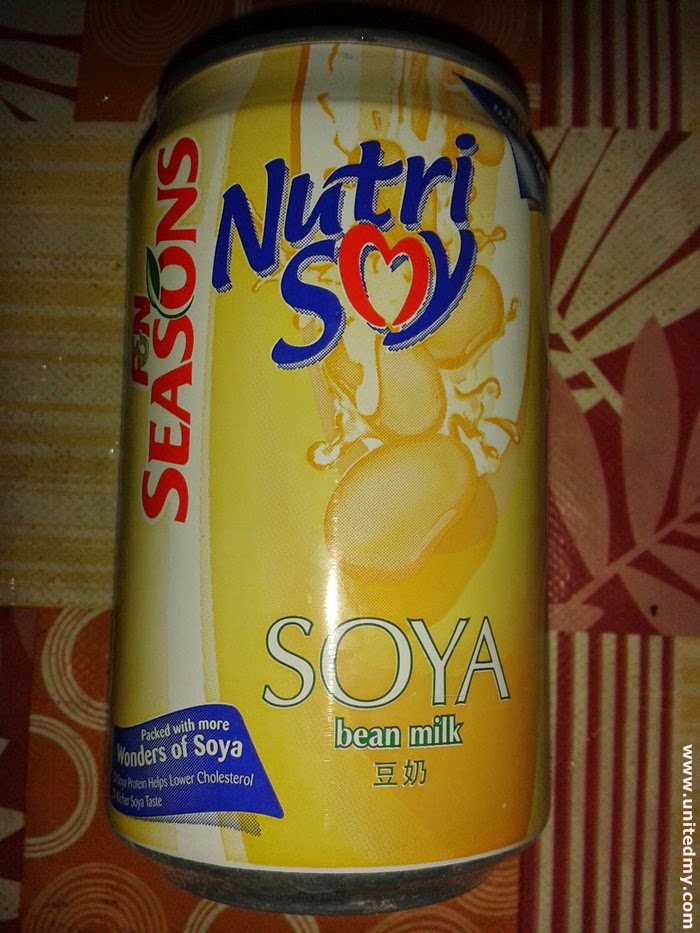 F&N
SEASONS
Nutri
Soy
SOYA
bean milk
豆奶
Packed with more
Wonders of Soya
Soya Protein Helps Lower Cholesterol
Richer Soya Taste
www.unitedmy.com